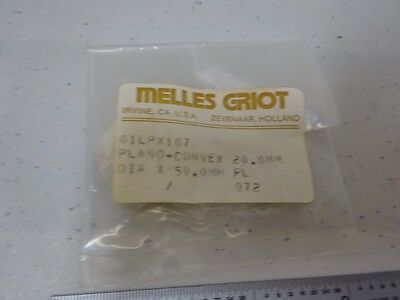 MELLES GRIOT
IRVINE, CA. U.S.A. ZEVENAAR, HOLLAND
01LPX107
PLANO-CONVEX 20.0MM
DIA X 50.0MM FL
/ 072